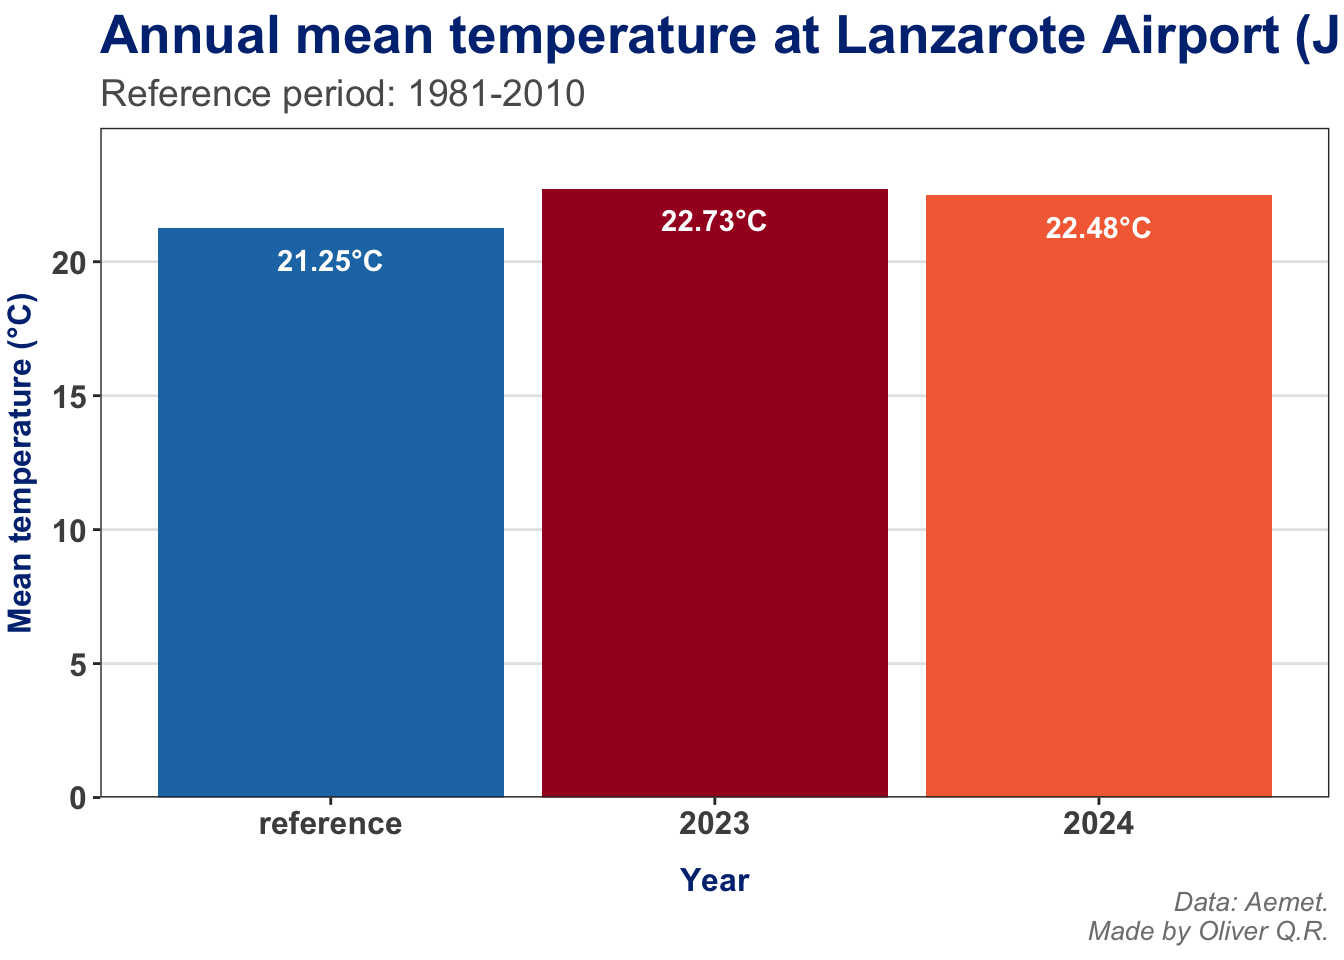 Annual mean temperature at Lanzarote Airport (J
Reference period: 1981-2010
Mean temperature (°C)
20
15
10
5
0
21.25°C
22.73°C
22.48°C
reference
2023
2024
Year
Data: Aemet.
Made by Oliver Q.R.